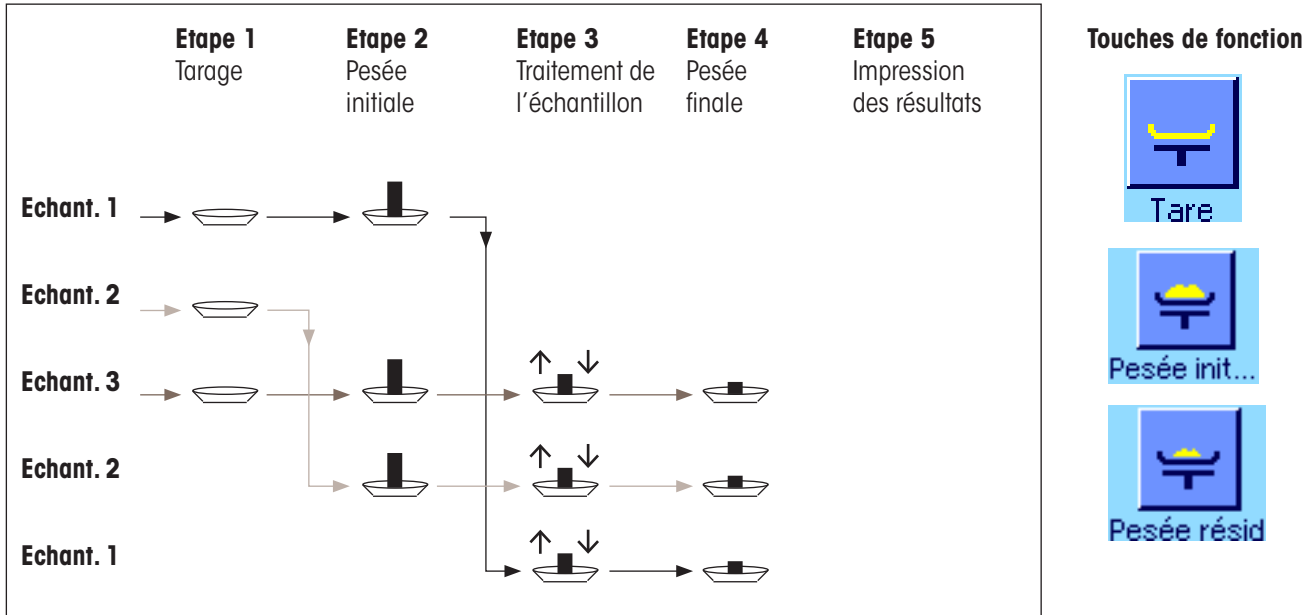 Etape 1
Tarage
Etape 2
Pesée
initiale
Etape 3
Traitement de
l'échantillon
Etape 4
Pesée
finale
Etape 5
Impression
des résultats
Touches de fonction
Echant. 1
Echant. 2
Echant. 3
Echant. 2
Echant. 1
Tare
Pesée init...
Pesée résid